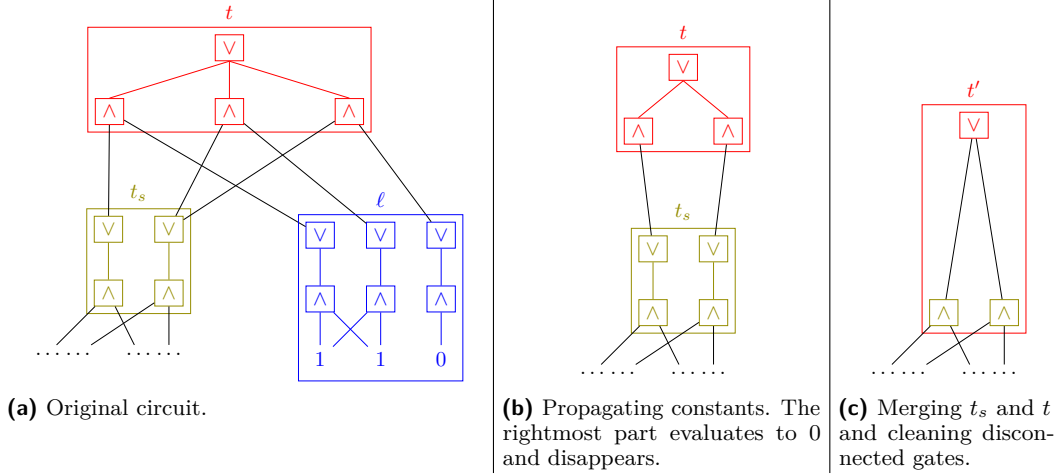 t
∨
∧ ∧ ∧
t_s
ℓ
∨ ∨
∨ ∨ ∨
∧ ∧
∧ ∧ ∧
...... ......
1 1 0
(a) Original circuit.
t
∨
∧ ∧
t_s
∨ ∨
∧ ∧
...... ......
(b) Propagating constants. The
rightmost part evaluates to 0
and disappears.
t'
∨
∧ ∧
...... ......
(c) Merging t_s and t
and cleaning discon-
nected gates.